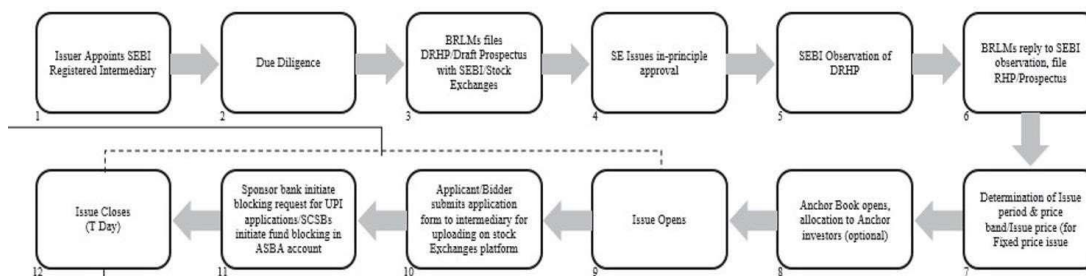 Issuer Appoints SEBI
Registered Intermediary
1
Due Diligence
2
BRLMs files
DRHP/Draft Prospectus
with SEBI/Stock
Exchanges
3
SE Issues in-principle
approval
4
SEBI Observation of
DRHP
5
BRLMs reply to SEBI
observation, file
RHP/Prospectus
6
Determination of Issue
period & price
band/Issue price (for
Fixed price issue
7
Anchor Book opens,
allocation to Anchor
investors (optional)
8
Issue Opens
9
Applicant/Bidder
submits application
form to intermediary for
uploading on stock
Exchanges platform
10
Sponsor bank initiate
blocking request for UPI
applications/SCSBs
initiate fund blocking in
ASBA account
11
Issue Closes
(T Day)
12